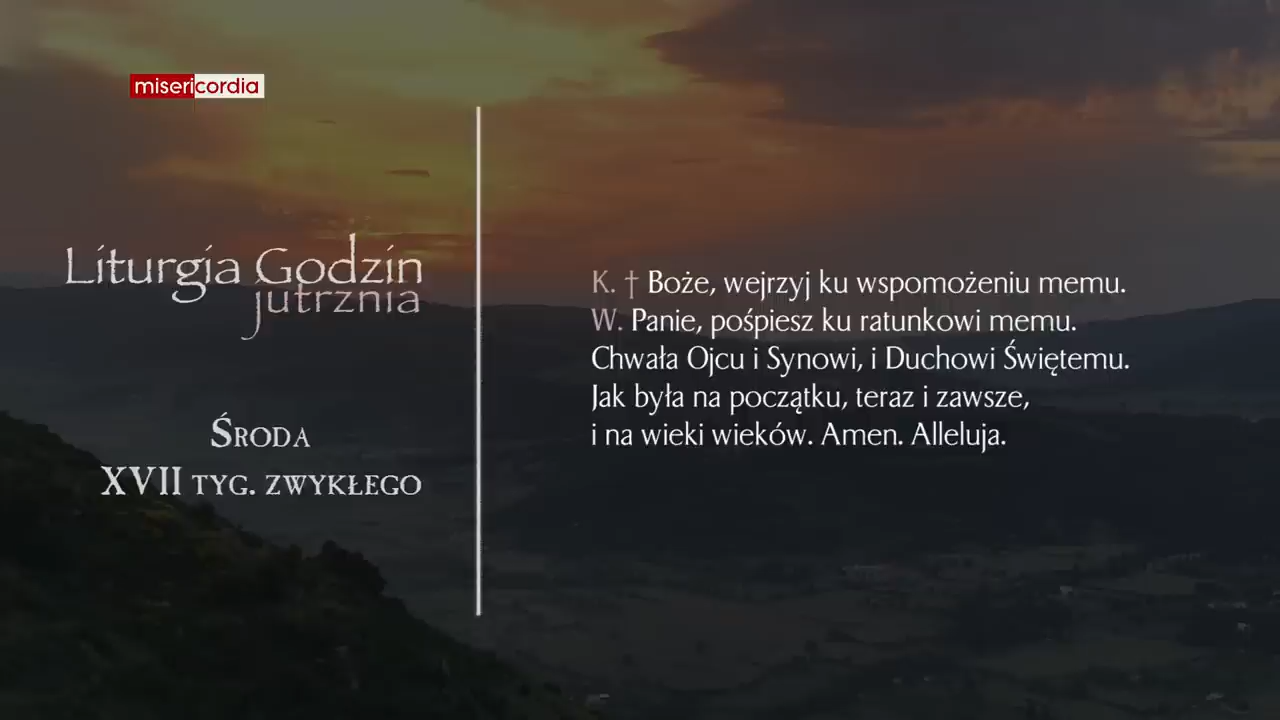 misericordia
Liturgia Godzin
jutrznia
Środa
XVII tyg. zwykłego
K. † Boże, wejrzyj ku wspomożeniu memu.
W. Panie, pośpiesz ku ratunkowi memu.
Chwała Ojcu i Synowi, i Duchowi Świętemu.
Jak była na początku, teraz i zawsze,
i na wieki wieków. Amen. Alleluja.